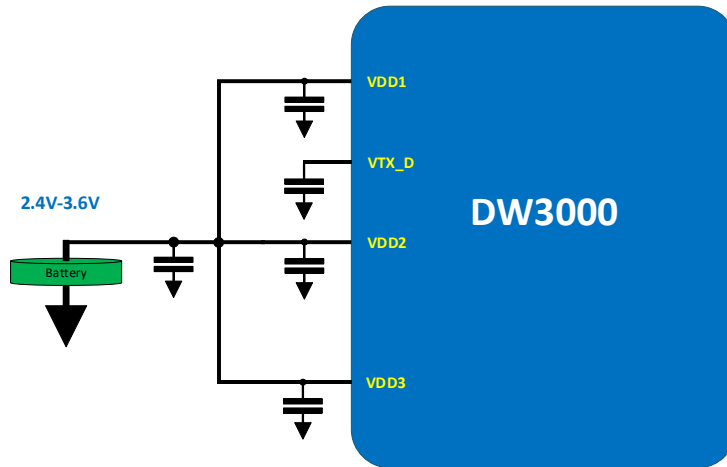 VDD1
VTX_D
2.4V-3.6V
DW3000
VDD2
Battery
VDD3